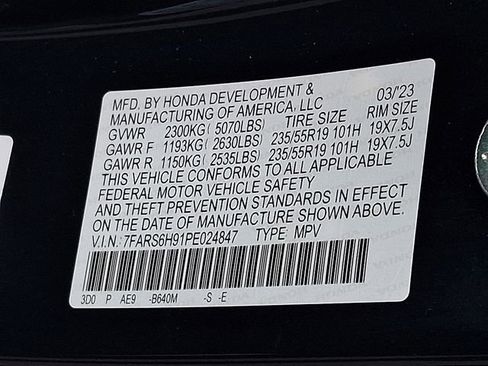 MFD. BY HONDA DEVELOPMENT & 03/'23
MANUFACTURING OF AMERICA, LLC
GVWR 2300KG( 5070LBS) TIRE SIZE RIM SIZE
GAWR F 1193KG( 2630LBS) 235/55R19 101H 19X7.5J
GAWR R 1150KG( 2535LBS) 235/55R19 101H 19X7.5J
THIS VEHICLE CONFORMS TO ALL APPLICABLE
FEDERAL MOTOR VEHICLE SAFETY
AND THEFT PREVENTION STANDARDS IN EFFECT
ON THE DATE OF MANUFACTURE SHOWN ABOVE.
V.I.N.: 7FARS6H91PE024847 TYPE: MPV
3D0 P AE9 -B640M -S -E